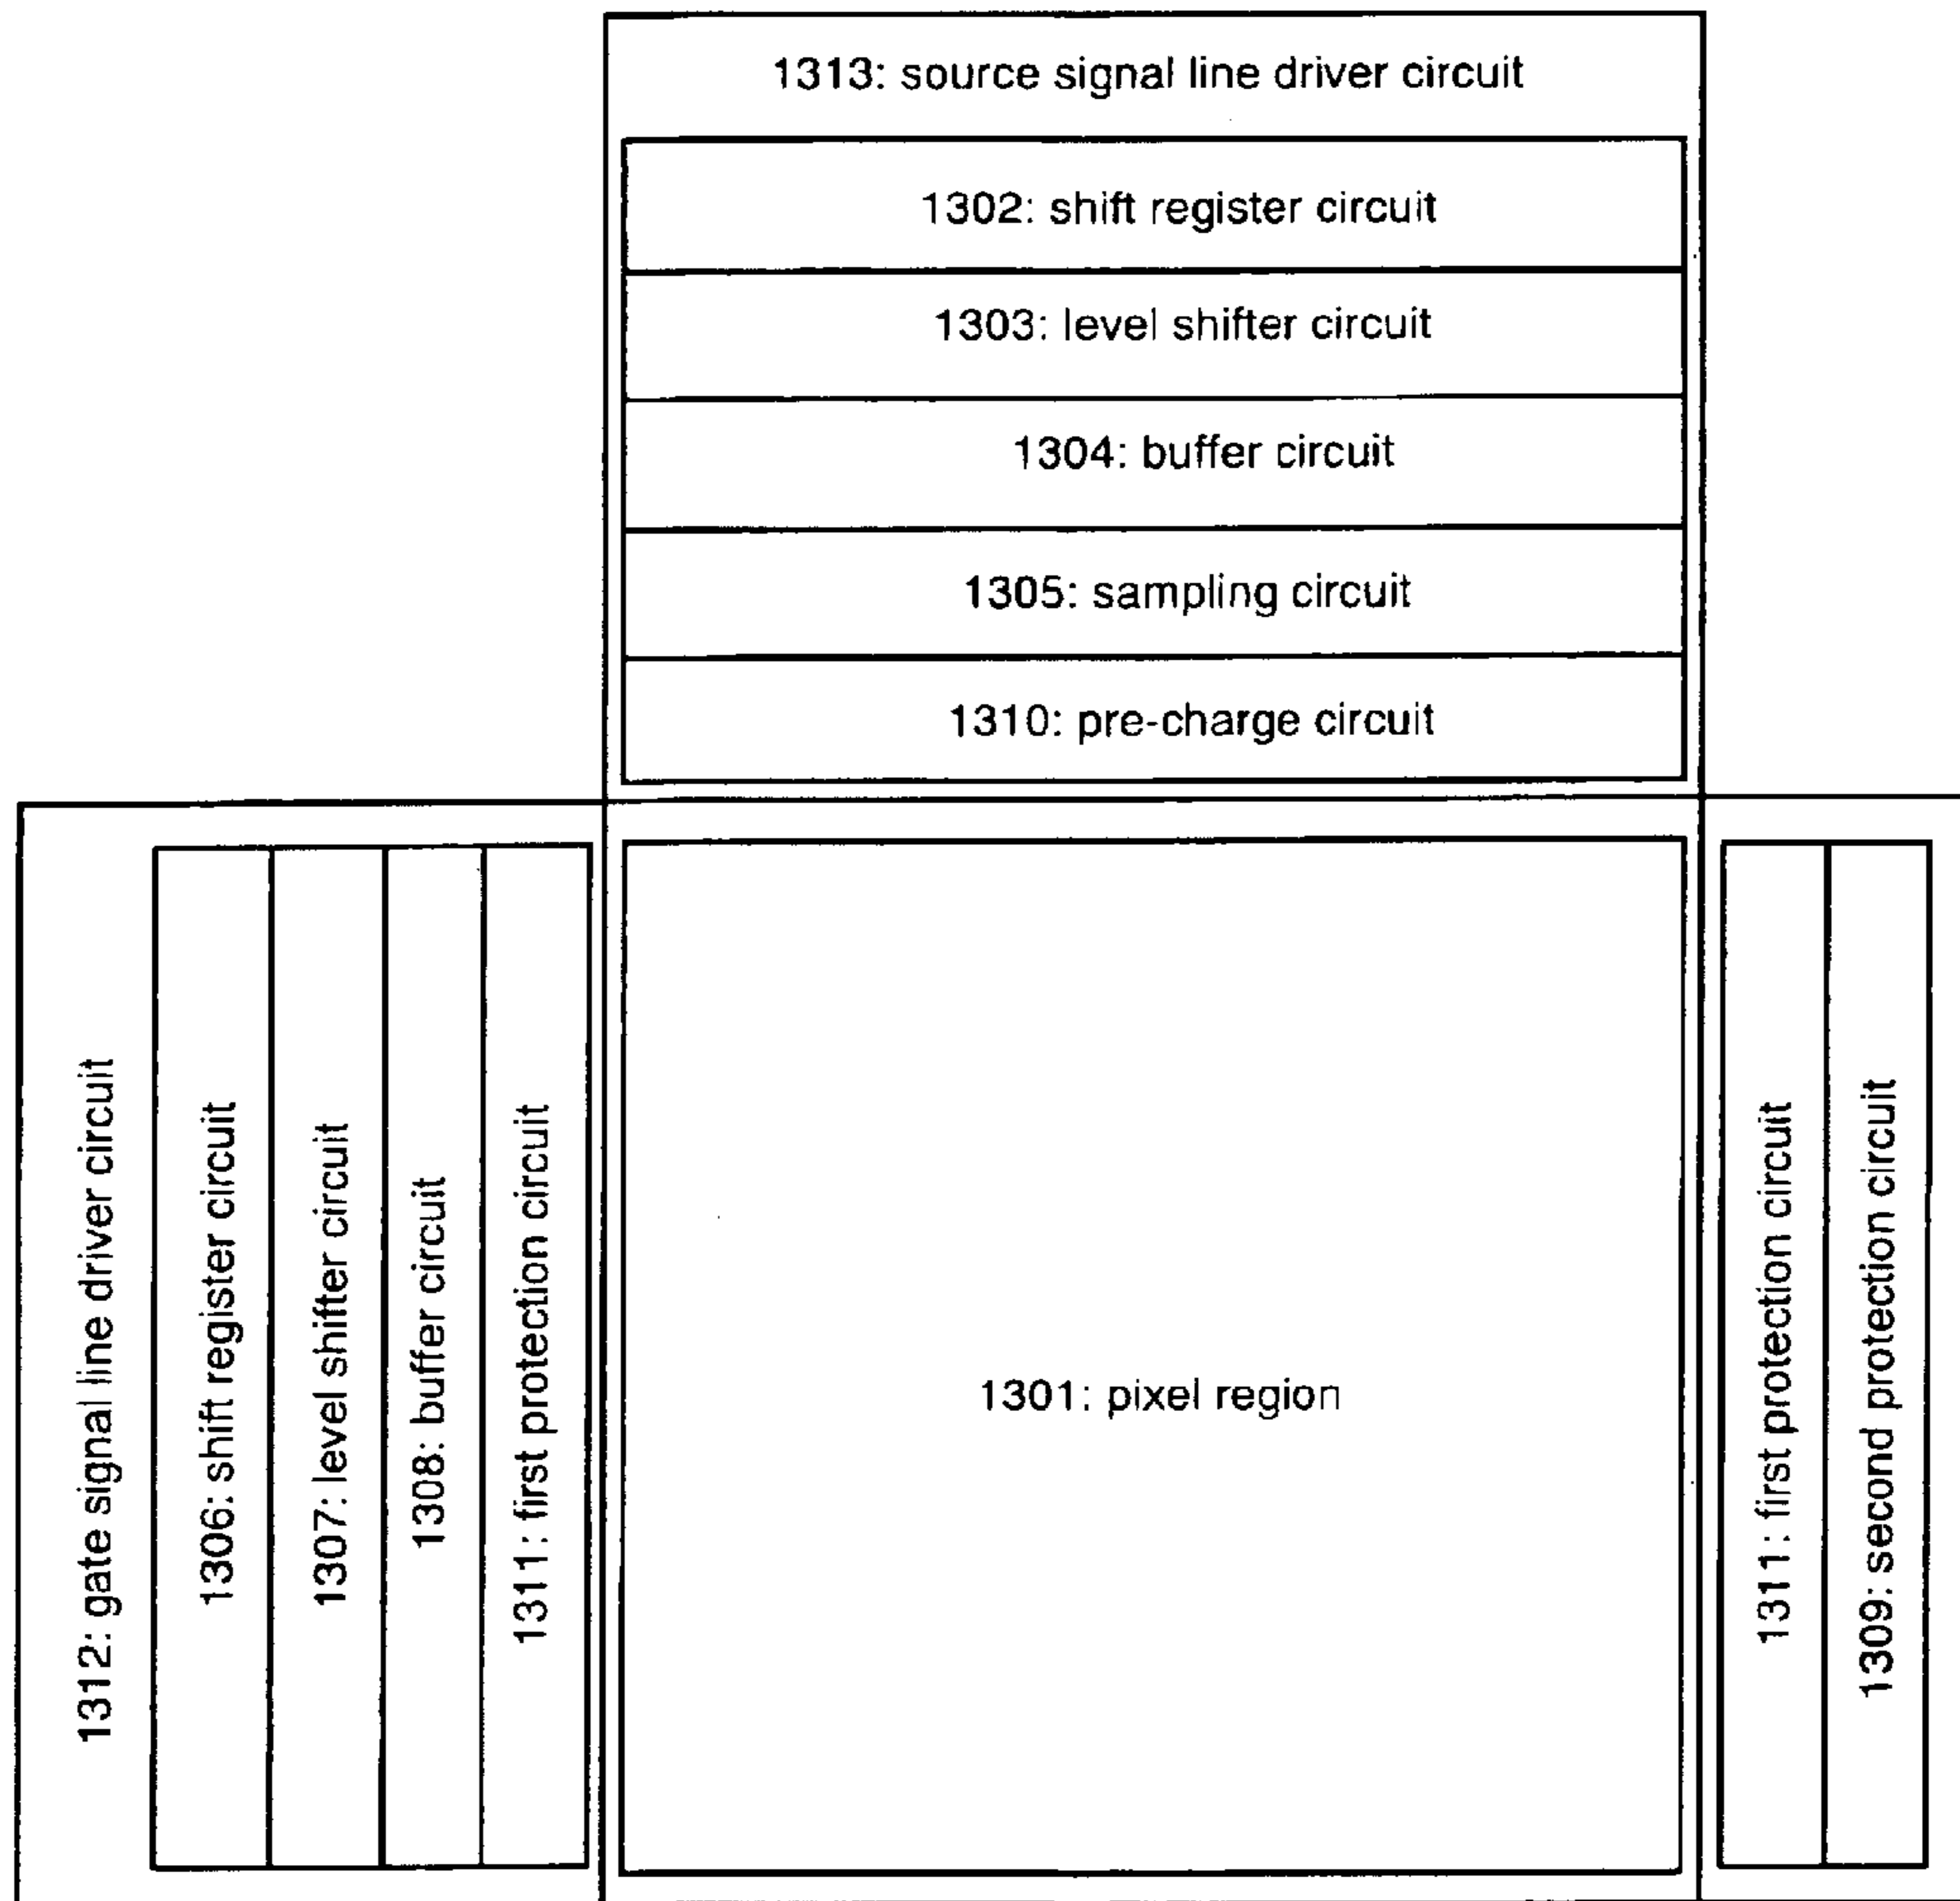 1313: source signal line driver circuit
1302: shift register circuit
1303: level shifter circuit
1304: buffer circuit
1305: sampling circuit
1310: pre-charge circuit
1312: gate signal line driver circuit
1306: shift register circuit
1307: level shifter circuit
1308: buffer circuit
1311: first protection circuit
1301: pixel region
1311: first protection circuit
1309: second protection circuit